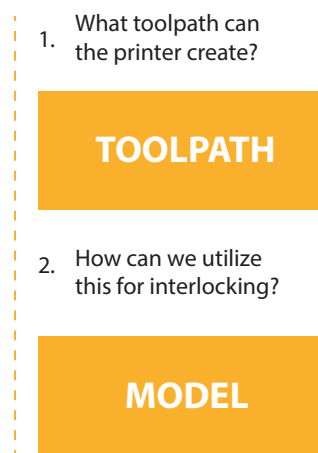 1. What toolpath can
the printer create?
TOOLPATH
2. How can we utilize
this for interlocking?
MODEL